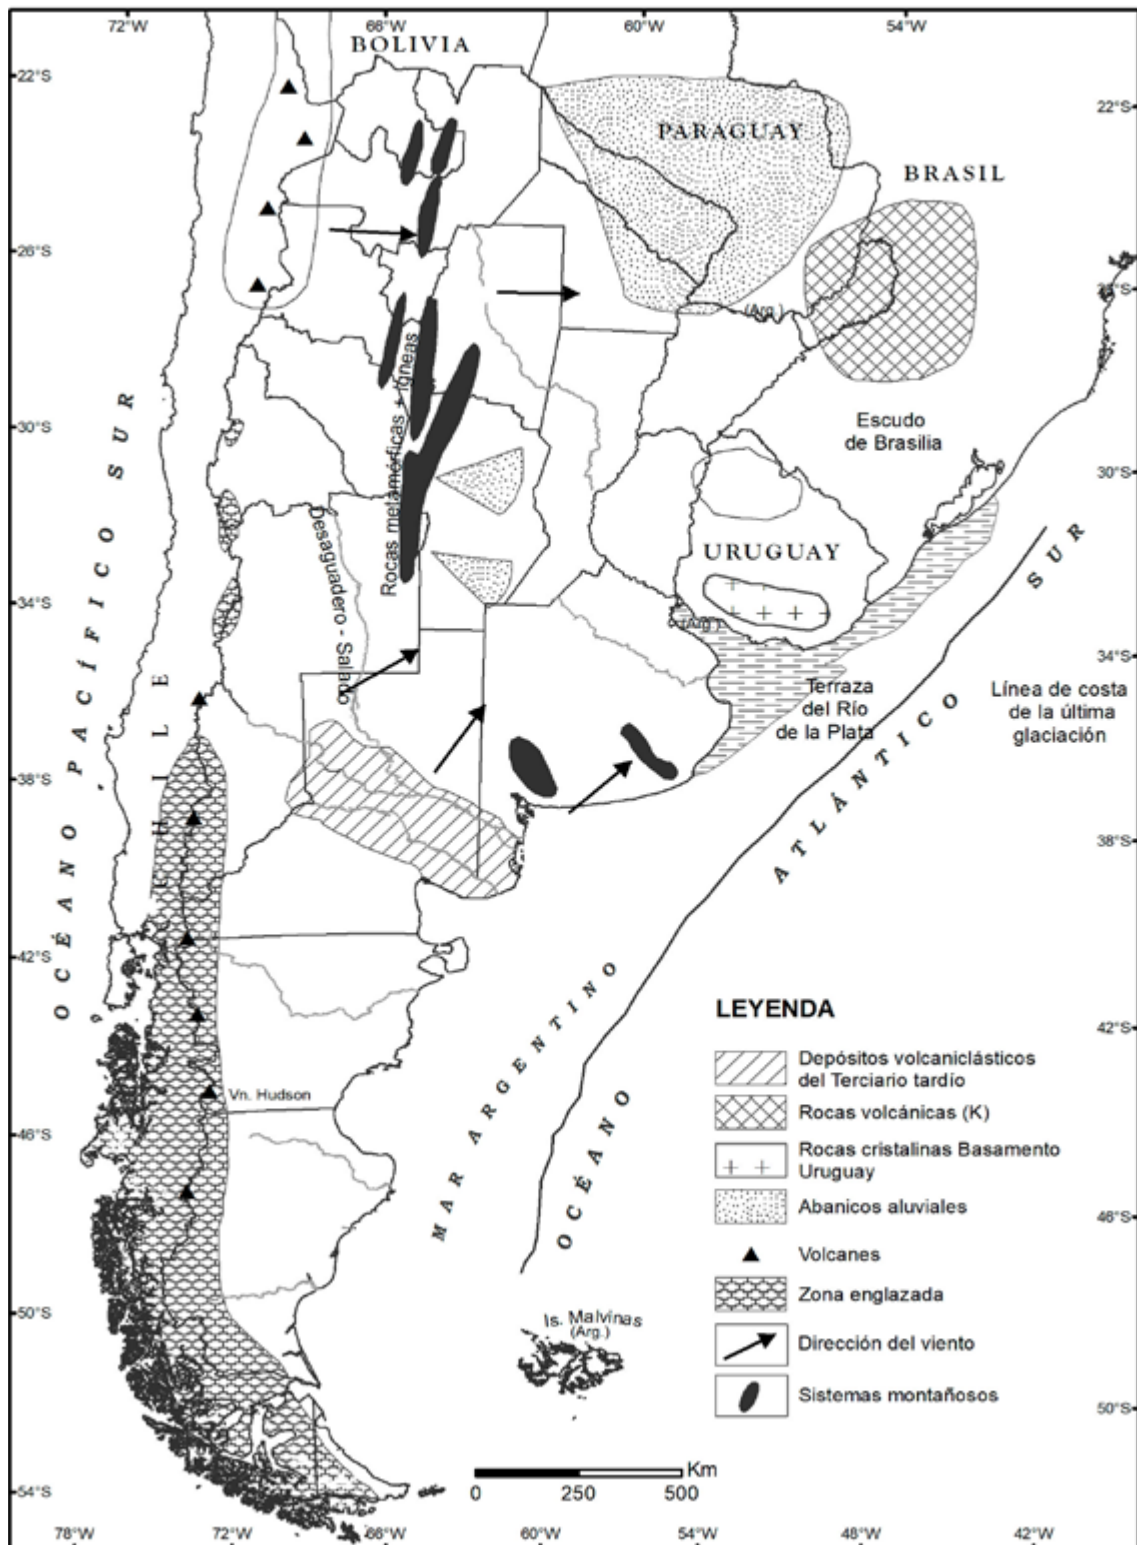 72°W
66°W
60°W
54°W
22°S
26°S
30°S
34°S
38°S
42°S
46°S
50°S
54°S
22°S
26°S
30°S
34°S
38°S
42°S
46°S
50°S
78°W
72°W
66°W
60°W
54°W
48°W
42°W
BOLIVIA
PARAGUAY
BRASIL
(Arg.)
Escudo
de Brasilia
URUGUAY
(Arg.)
Terraza
del Río
de la Plata
Línea de costa
de la última
glaciación
OCÉANO PACÍFICO SUR
CHILE
Rocas metamórficas + ígneas
Desaguadero - Salado
Vn. Hudson
MAR ARGENTINO
OCÉANO ATLÁNTICO SUR
Is. Malvinas
(Arg.)
LEYENDA
Depósitos volcaniclásticos
del Terciario tardío
Rocas volcánicas (K)
Rocas cristalinas Basamento
Uruguay
Abanicos aluviales
Volcanes
Zona englazada
Dirección del viento
Sistemas montañosos
Km
0
250
500